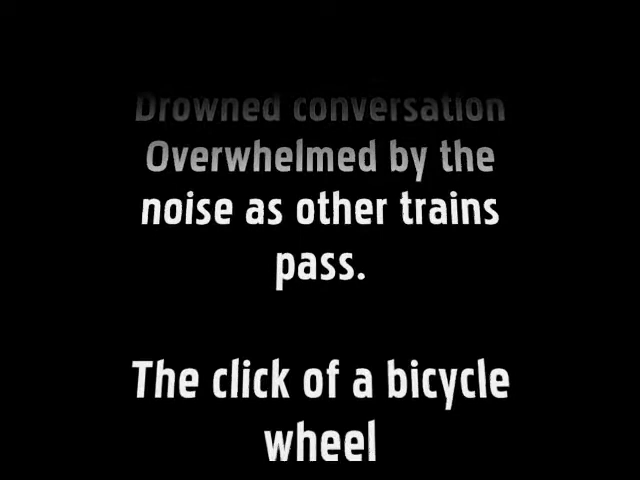 Drowned conversation
Overwhelmed by the
noise as other trains
pass.
The click of a bicycle
wheel